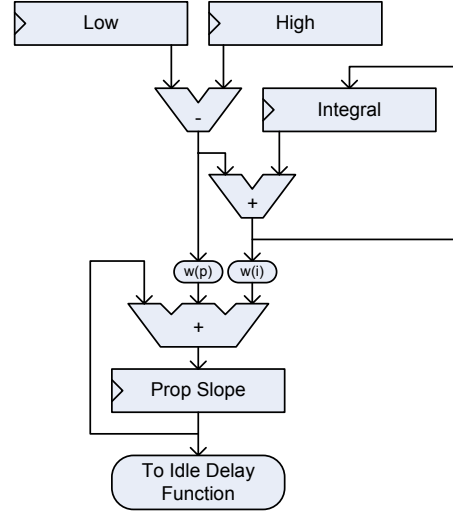 Low
High
-
Integral
+
w(p)
w(i)
+
Prop Slope
To Idle Delay
Function